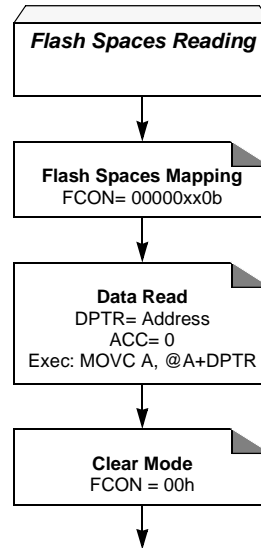 Flash Spaces Reading
Flash Spaces Mapping
FCON= 00000xx0b
Data Read
DPTR= Address
ACC= 0
Exec: MOVC A, @A+DPTR
Clear Mode
FCON = 00h